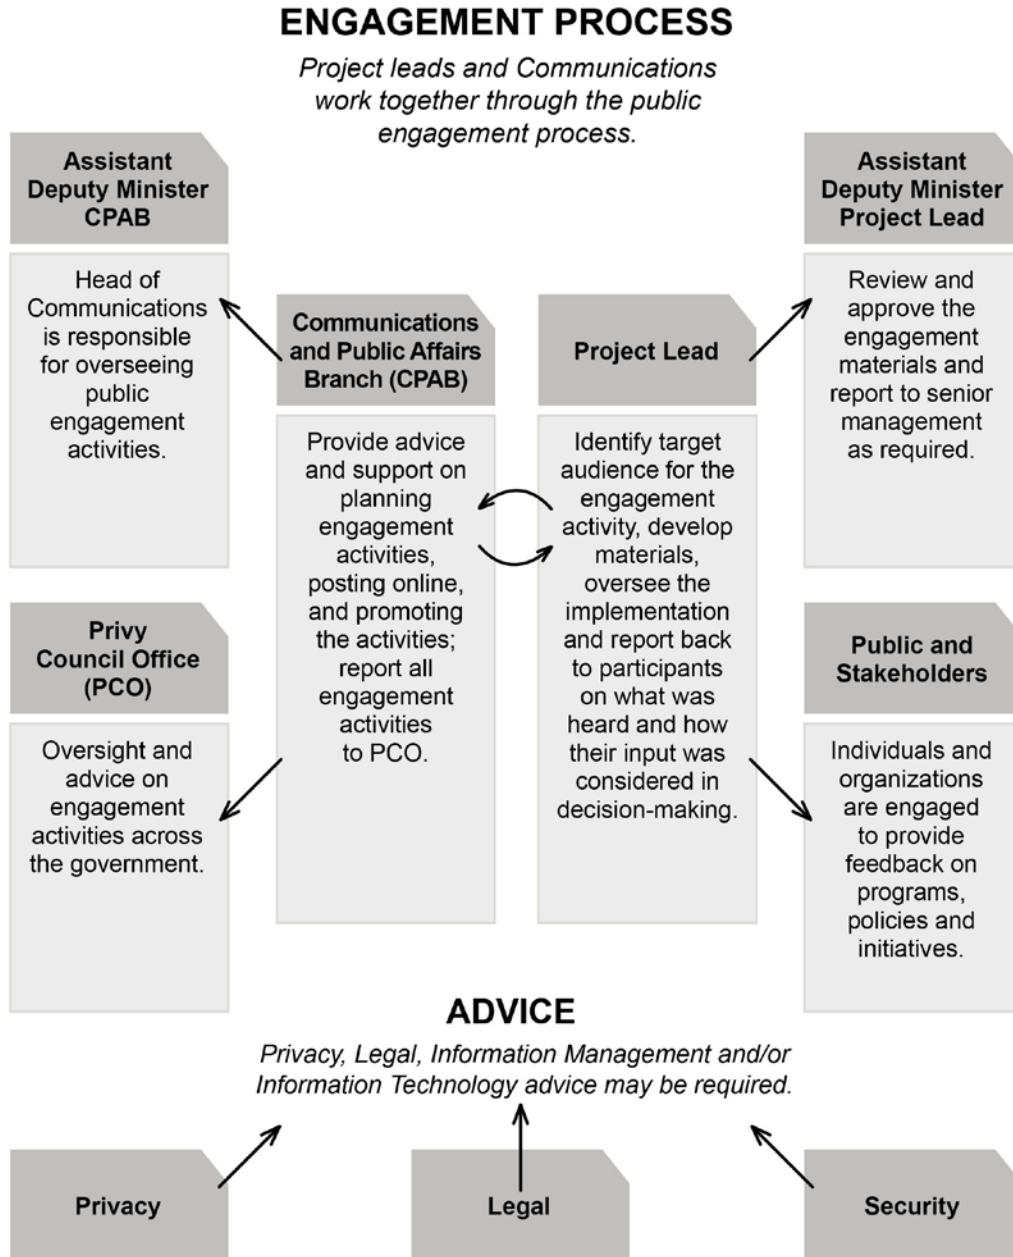 ENGAGEMENT PROCESS
Project leads and Communications
work together through the public
engagement process.
Assistant
Deputy Minister
CPAB
Head of
Communications
is responsible
for overseeing
public
engagement
activities.
Communications
and Public Affairs
Branch (CPAB)
Provide advice
and support on
planning
engagement
activities,
posting online,
and promoting
the activities;
report all
engagement
activities
to PCO.
Project Lead
Identify target
audience for the
engagement
activity, develop
materials,
oversee the
implementation
and report back
to participants
on what was
heard and how
their input was
considered in
decision-making.
Assistant
Deputy Minister
Project Lead
Review and
approve the
engagement
materials and
report to senior
management
as required.
Privy
Council Office
(PCO)
Oversight and
advice on
engagement
activities across
the government.
Public and
Stakeholders
Individuals and
organizations
are engaged
to provide
feedback on
programs,
policies and
initiatives.
ADVICE
Privacy, Legal, Information Management and/or
Information Technology advice may be required.
Privacy
Legal
Security